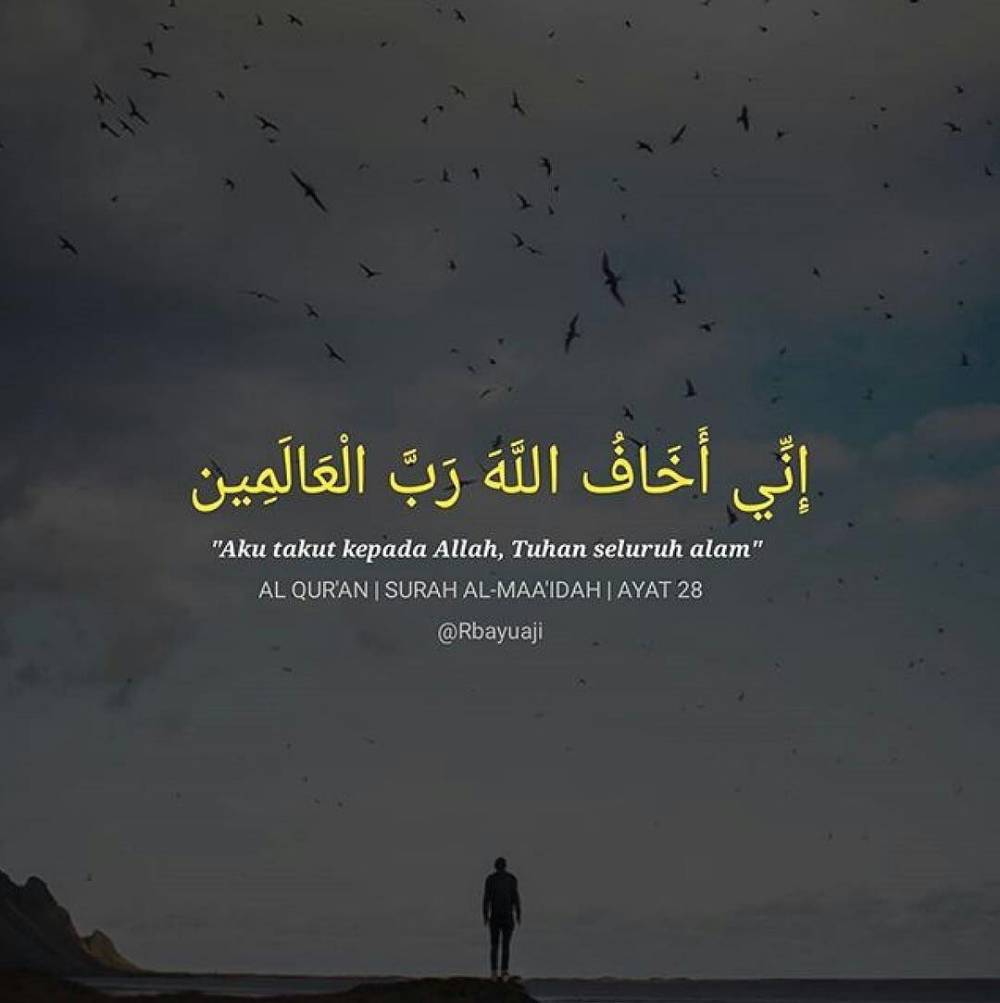 إِنِّي أَخَافُ اللَّهَ رَبَّ الْعَالَمِين
"Aku takut kepada Allah, Tuhan seluruh alam"
AL QUR'AN | SURAH AL-MAA'IDAH | AYAT 28
@Rbayuaji